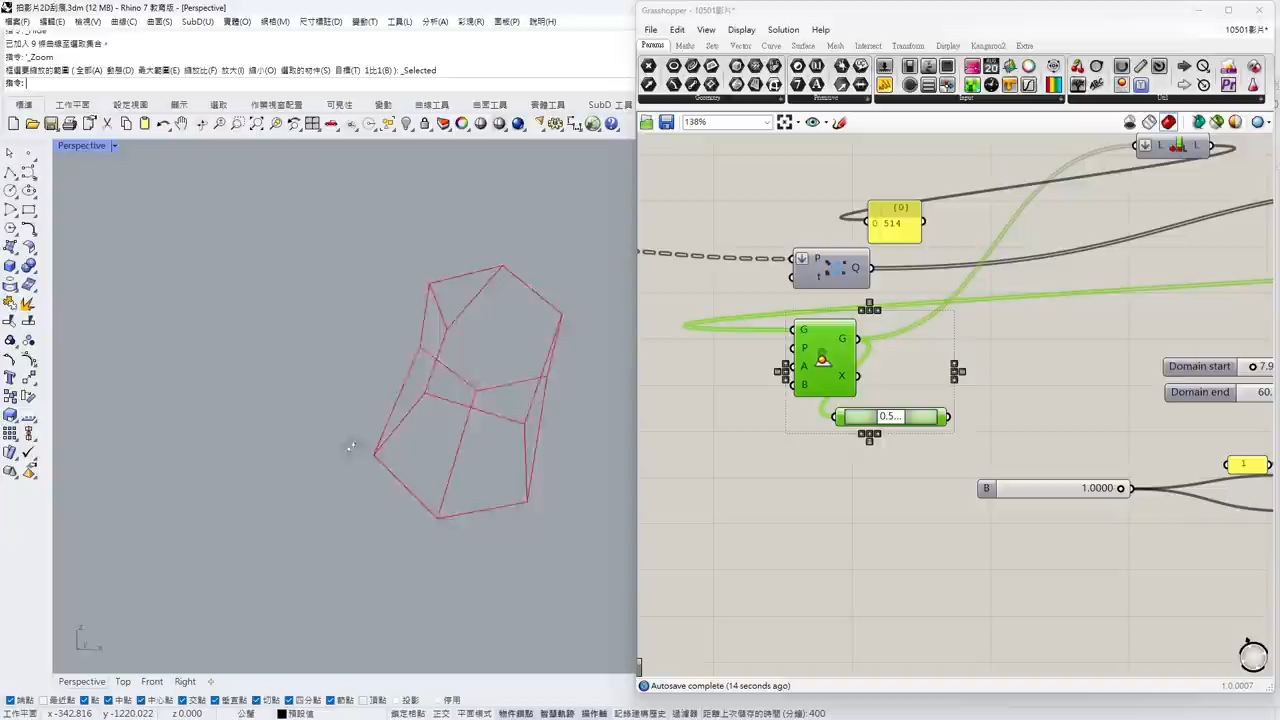 拍影片2D刮痕.3dm (12 MB) - Rhino 7 教育版 - [Perspective]
檔案(F) 編輯(E) 檢視(V) 曲線(C) 曲面(S) SubD(U) 實體(O) 網格(M) 尺寸標註(D) 變動(T) 工具(L) 分析(A) 彩現(R) 面板(P) 說明(H)
指令: '_Hide
已加入 9 條曲線至選取集合。
指令: '_Zoom
框選要縮放的範圍 ( 全部(A) 動態(D) 最大範圍(E) 縮放比(F) 放大(I) 縮小(O) 選取的物件(S) 目標(T) 1比1(B) ): _Selected
指令:
標準 工作平面 設定視圖 顯示 選取 作業視窗配置 可見性 變動 曲線工具 曲面工具 實體工具 SubD 工具
Perspective
z
x
Perspective Top Front Right
端點 最近點 點 中點 中心點 交點 垂直點 切點 四分點 節點 頂點 投影 停用
工作平面 x -342.816 y -1220.022 z 0.000 公釐 預設值 鎖定格點 正交 平面模式 物件鎖點 智慧軌跡 操作軸 記錄建構歷史 過濾器 距離上次儲存的時間 (分鐘): 400
Grasshopper - 10501影片*
File Edit View Display Solution Help
10501影片*
Params Maths Sets Vector Curve Surface Mesh Intersect Transform Display Kangaroo2 Extra
Geometry Primitive Input Util
138%
L L
{0}
0 514
P Q
t
G G
P
A X
B
0.5...
Domain start 7.9
Domain end 60.
1
B 1.0000
Autosave complete (14 seconds ago)
1.0.0007